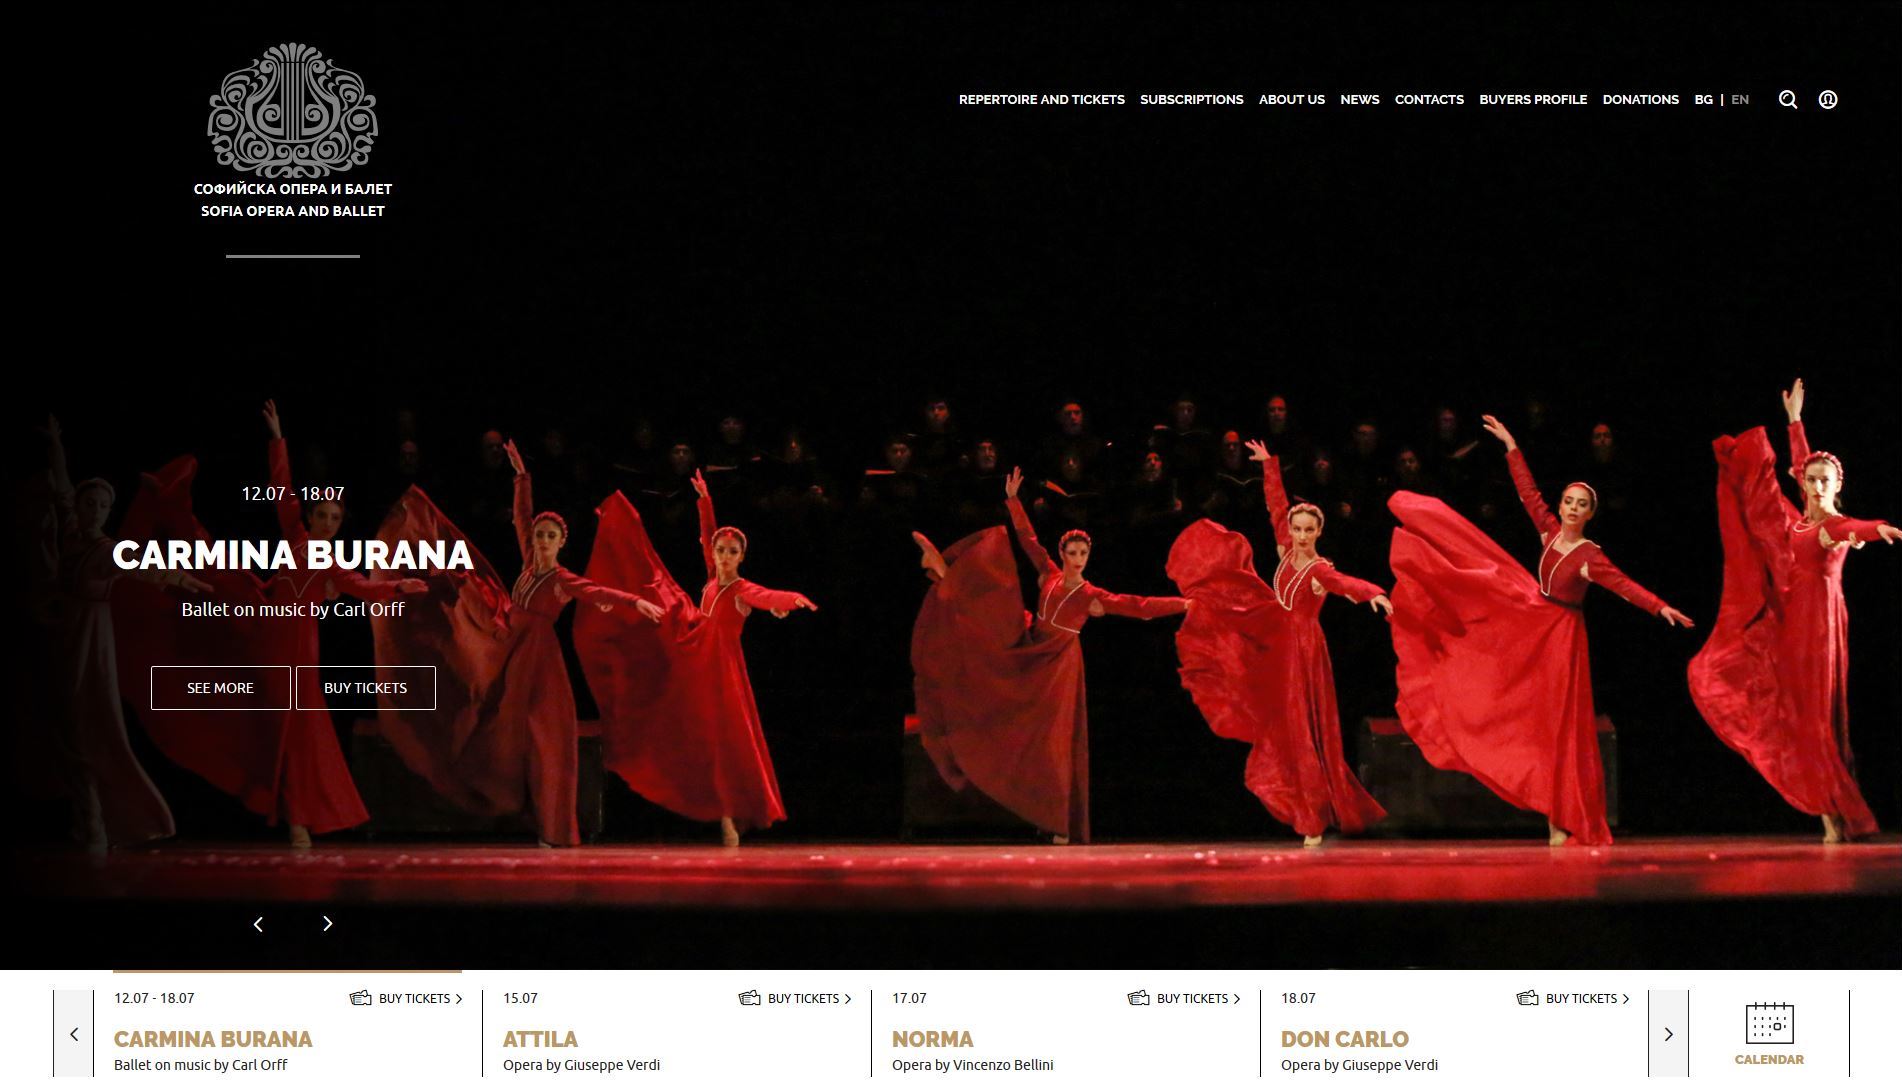 СОФИЙСКА ОПЕРА И БАЛЕТ
SOFIA OPERA AND BALLET
REPERTOIRE AND TICKETS SUBSCRIPTIONS ABOUT US NEWS CONTACTS BUYERS PROFILE DONATIONS BG | EN
12.07 - 18.07
CARMINA BURANA
Ballet on music by Carl Orff
SEE MORE BUY TICKETS
12.07 - 18.07 BUY TICKETS
CARMINA BURANA
Ballet on music by Carl Orff
15.07 BUY TICKETS
ATTILA
Opera by Giuseppe Verdi
17.07 BUY TICKETS
NORMA
Opera by Vincenzo Bellini
18.07 BUY TICKETS
DON CARLO
Opera by Giuseppe Verdi
CALENDAR